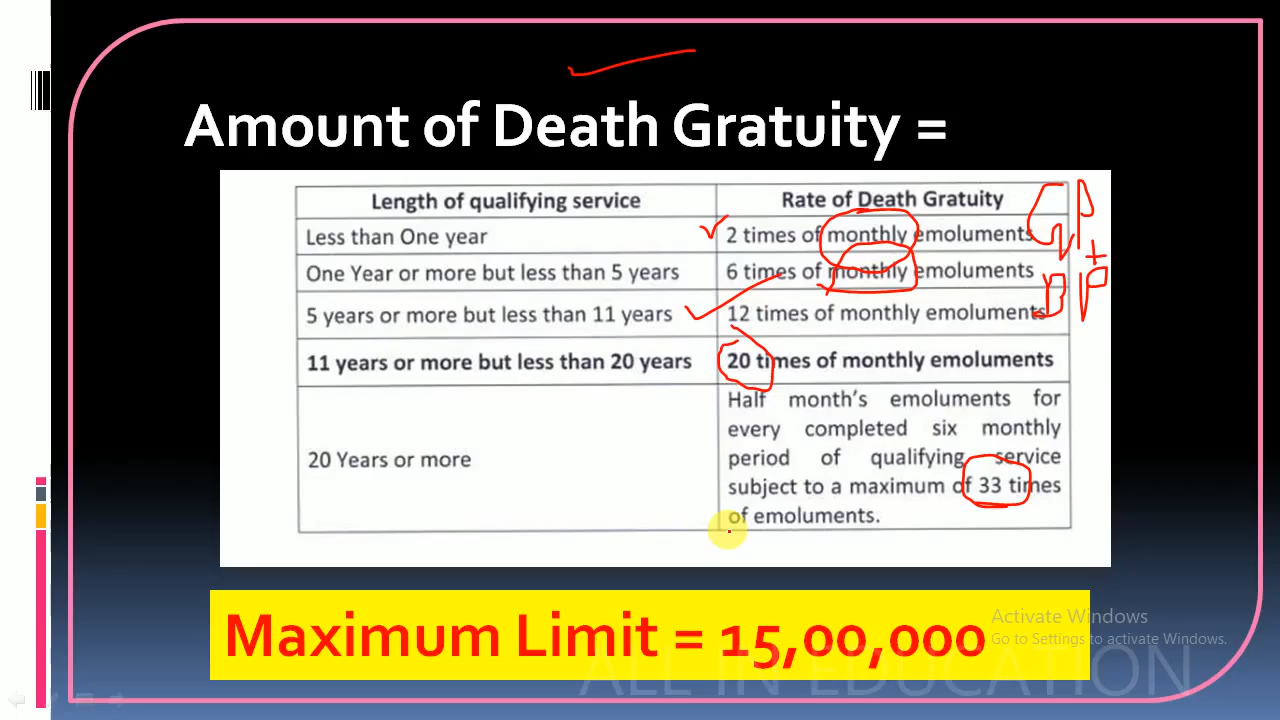 Amount of Death Gratuity =
Length of qualifying service
Rate of Death Gratuity
Less than One year
2 times of monthly emoluments
One Year or more but less than 5 years
6 times of monthly emoluments
5 years or more but less than 11 years
12 times of monthly emoluments
11 years or more but less than 20 years
20 times of monthly emoluments
20 Years or more
Half month's emoluments for
every completed six monthly
period of qualifying service
subject to a maximum of 33 times
of emoluments.
GP
+
BP
Maximum Limit = 15,00,000
Activate Windows
Go to Settings to activate Windows.
ALL IN EDUCATION